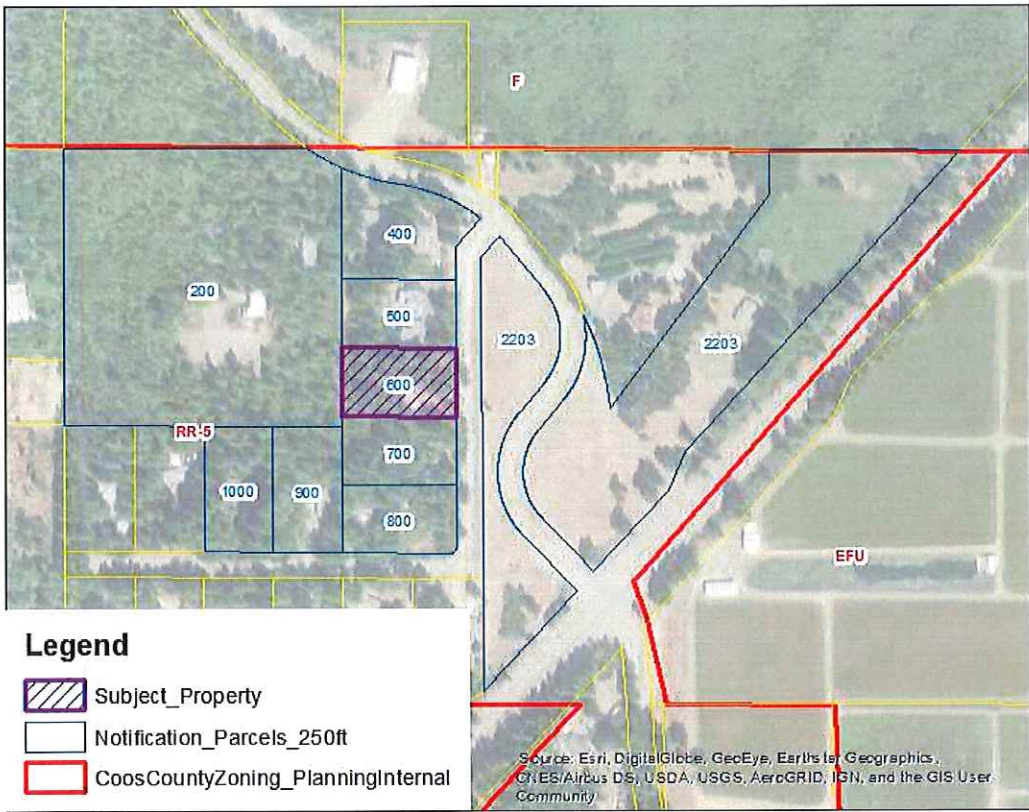 F
400
200
500
2203
2203
600
RR-5
700
1000
900
800
EFU
Legend
Subject_Property
Notification_Parcels_250ft
CoosCountyZoning_PlanningInternal
Source: Esri, DigitalGlobe, GeoEye, Earthstar Geographics,
CNES/Airbus DS, USDA, USGS, AeroGRID, IGN, and the GIS User
Community